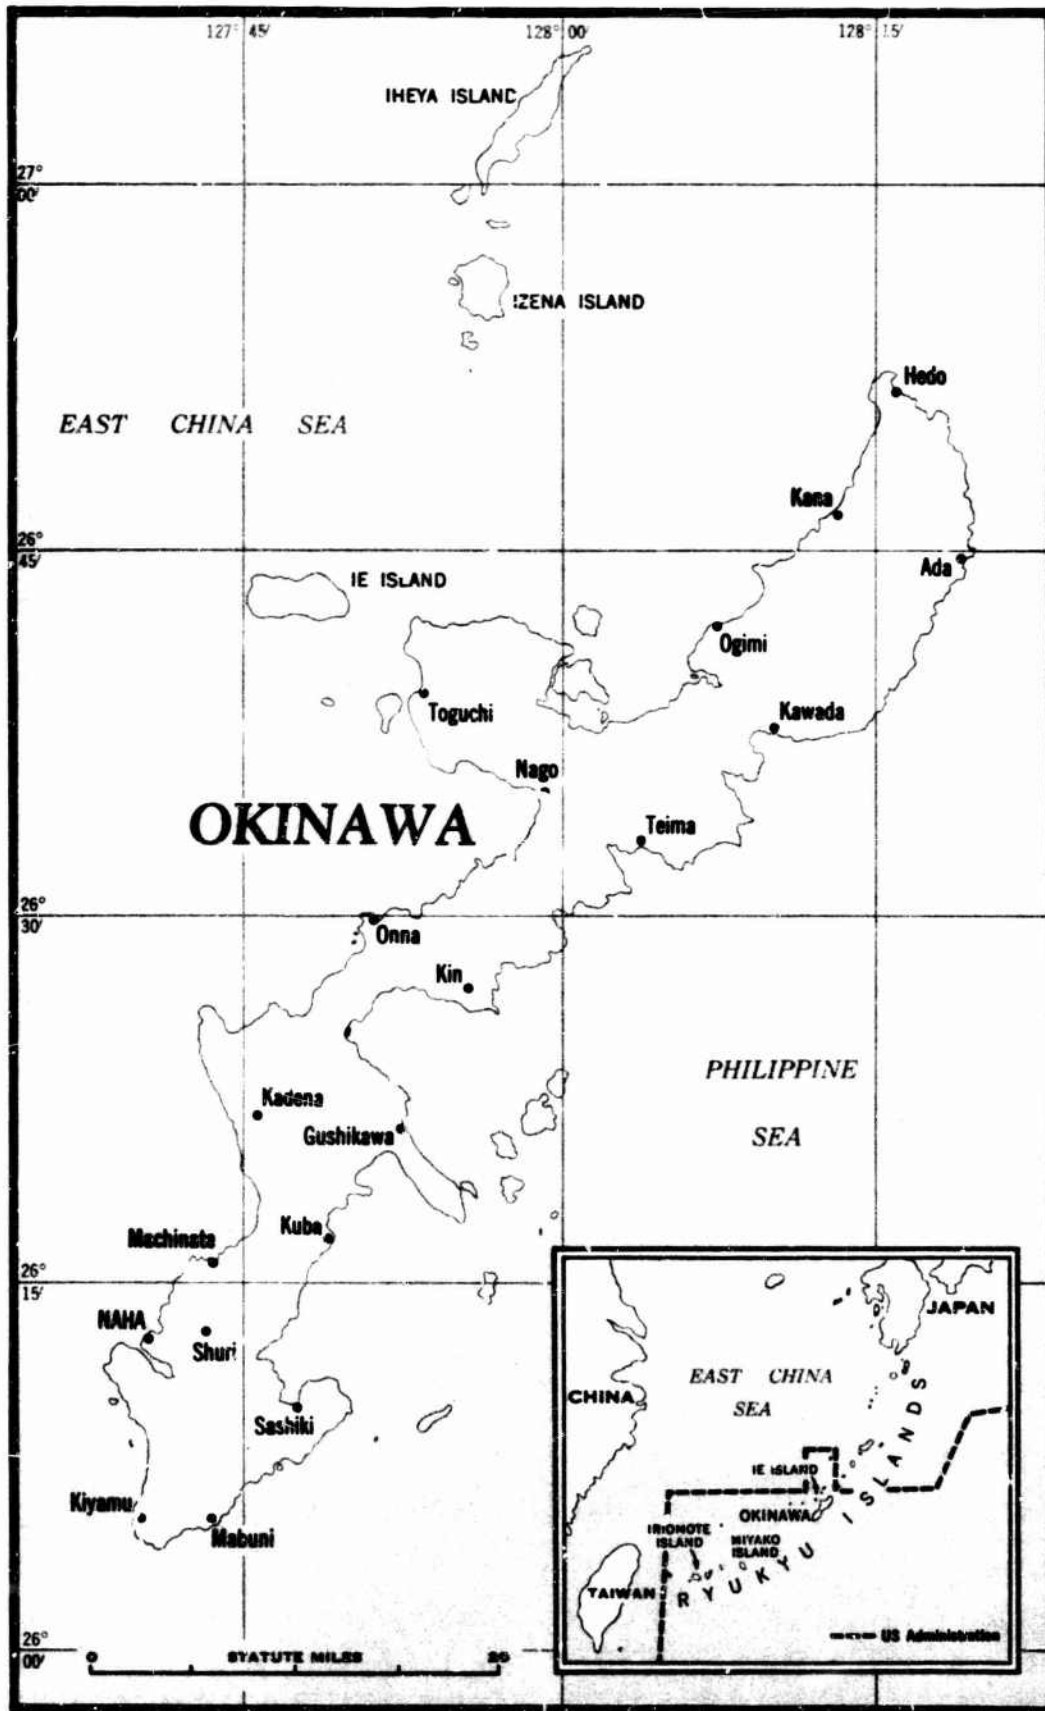 127° 45′
128° 00′
128° 15′
IHEYA ISLAND
27°
00′
IZENA ISLAND
Hedo
EAST CHINA SEA
Kana
26°
45′
Ada
IE ISLAND
Ogimi
Toguchi
Kawada
Nago
OKINAWA
Teima
26°
30′
Onna
Kin
PHILIPPINE
SEA
Kadena
Gushikawa
Kuba
Machinato
26°
15′
NAHA
Shuri
Sashiki
Kiyamu
Mabuni
26°
00′
0 STATUTE MILES 20
JAPAN
EAST CHINA
SEA
CHINA
IE ISLAND
OKINAWA
IRIOMOTE
ISLAND
MIYAKO
ISLAND
TAIWAN
RYUKYU ISLANDS
US Administration